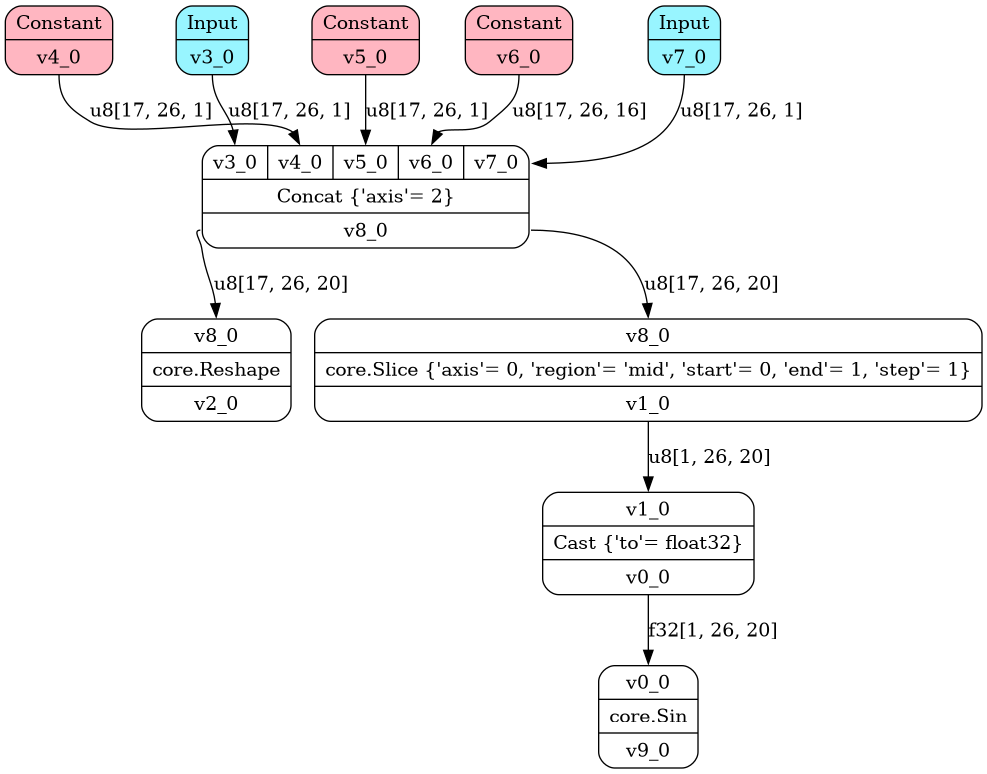 Constant
v4_0
Input
v3_0
Constant
v5_0
Constant
v6_0
Input
v7_0
u8[17, 26, 1]
u8[17, 26, 1]
u8[17, 26, 1]
u8[17, 26, 16]
u8[17, 26, 1]
v3_0 v4_0 v5_0 v6_0 v7_0
Concat {'axis'= 2}
v8_0
u8[17, 26, 20]
u8[17, 26, 20]
v8_0
core.Reshape
v2_0
v8_0
core.Slice {'axis'= 0, 'region'= 'mid', 'start'= 0, 'end'= 1, 'step'= 1}
v1_0
u8[1, 26, 20]
v1_0
Cast {'to'= float32}
v0_0
f32[1, 26, 20]
v0_0
core.Sin
v9_0